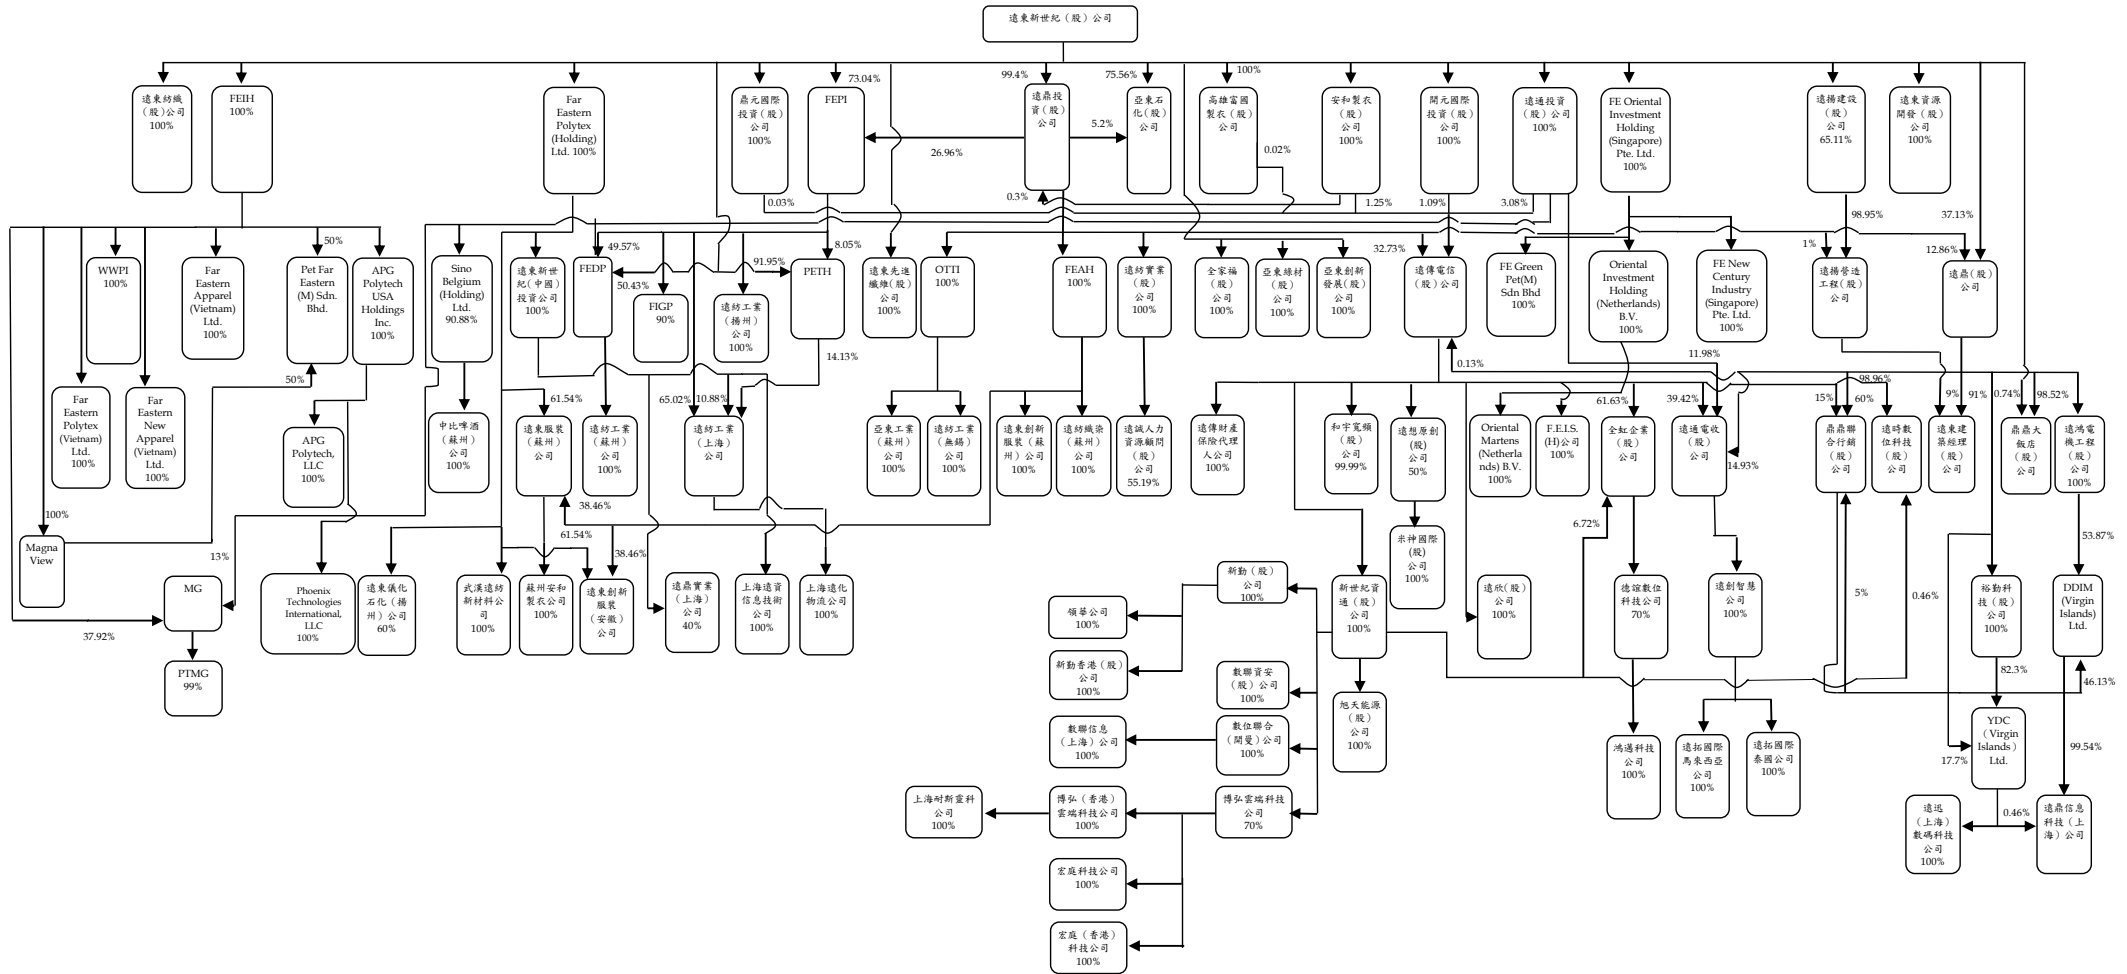 遠東新世紀（股）公司
遠東紡織
（股）公司
100%
FEIH
100%
Far
Eastern
Polytex
(Holding)
Ltd. 100%
鼎元國際
投資（股）
公司
100%
73.04%
FEPI
99.4%
遠鼎投
資（股）
公司
75.56%
亞東石
化（股）
公司
100%
高雄富國
製衣（股）
公司
安和製衣
（股）
公司
100%
開元國際
投資（股）
公司
100%
遠通投資
（股）公司
100%
FE Oriental
Investment
Holding
(Singapore)
Pte. Ltd.
100%
遠揚建設
（股）
公司
65.11%
遠東資源
開發（股）
公司
100%
26.96%
5.2%
0.02%
0.3%
0.03%
1.25%
1.09%
3.08%
98.95%
37.13%
50%
WWPI
100%
Far
Eastern
Apparel
(Vietnam)
Ltd.
100%
Pet Far
Eastern
(M) Sdn.
Bhd.
APG
Polytech
USA
Holdings
Inc.
100%
Sino
Belgium
(Holding)
Ltd.
90.88%
遠東新世
紀（中國）
投資公司
100%
49.57%
FEDP
50.43%
FIGP
90%
遠紡工業
（揚州）
公司
100%
91.95%
8.05%
PETH
遠東先進
纖維（股）
公司
100%
OTTI
100%
FEAH
100%
遠紡實業
（股）
公司
100%
全家福
（股）
公司
100%
亞東綠材
（股）
公司
100%
亞東創新
發展（股）
公司
100%
32.73%
遠傳電信
（股）公司
FE Green
Pet(M)
Sdn Bhd
100%
Oriental
Investment
Holding
(Netherlands)
B.V.
100%
FE New
Century
Industry
(Singapore)
Pte. Ltd.
100%
1%
遠揚營造
工程（股）
公司
12.86%
遠鼎（股）
公司
14.13%
0.13%
11.98%
98.96%
50%
Far
Eastern
Polytex
(Vietnam)
Ltd.
100%
Far
Eastern
New
Apparel
(Vietnam)
Ltd.
100%
APG
Polytech,
LLC
100%
中比啤酒
（蘇州）
公司
100%
61.54%
遠東服裝
（蘇州）
公司
遠紡工業
（蘇州）
公司
100%
65.02%
10.88%
遠紡工業
（上海）
公司
亞東工業
（蘇州）
公司
100%
遠紡工業
（無錫）
公司
100%
遠東創新
服裝（蘇
州）公司
100%
遠紡織染
（蘇州）
公司
100%
遠誠人力
資源顧問
（股）
公司
55.19%
遠傳財產
保險代理
人公司
100%
和宇寬頻
（股）
公司
99.99%
遠想原創
(股)
公司
50%
Oriental
Martens
(Netherla
nds) B.V.
100%
F.E.I.S.
(H)公司
100%
61.63%
全虹企業
（股）
公司
39.42%
遠通電收
（股）
公司
14.93%
15%
60%
鼎鼎聯
合行銷
（股）
公司
遠時數
位科技
（股）
公司
9%
91%
遠東建
築經理
（股）
公司
0.74%
98.52%
鼎鼎大
飯店
（股）
公司
遠鴻電
機工程
（股）
公司
100%
100%
Magna
View
38.46%
61.54%
38.46%
6.72%
13%
MG
37.92%
PTMG
99%
Phoenix
Technologies
International,
LLC
100%
遠東儀化
石化（揚
州）公司
60%
武漢遠紡
新材料公
司
100%
蘇州安和
製衣公司
100%
遠東創新
服裝
（安徽）
公司
遠鼎實業
（上海）
公司
40%
上海遠資
信息技術
公司
100%
上海遠化
物流公司
100%
新勤（股）
公司
100%
領華公司
100%
新勤香港（股）
公司
100%
數聯資安
（股）公司
100%
數聯信息
（上海）公司
100%
數位聯合
（開曼）公司
100%
新世紀資
通（股）
公司
100%
旭天能源
（股）
公司
100%
(股)
公司
100%
遠欣（股）
公司
100%
德誼數位
科技公司
70%
遠創智慧
公司
100%
5%
0.46%
53.87%
裕勤科
技（股）
公司
100%
DDIM
(Virgin
Islands)
Ltd.
82.3%
46.13%
鴻邁科技
公司
100%
遠拓國際
馬來西亞
公司
100%
遠拓國際
泰國公司
100%
YDC
（Virgin
Islands）
Ltd.
17.7%
99.54%
上海耐斯靈科
公司
100%
博弘（香港）
雲端科技公司
100%
博弘雲端科技
公司
70%
遠迅
（上海）
數碼科技
公司
100%
0.46%
遠鼎信息
科技（上
海）公司
宏庭科技公司
100%
宏庭（香港）
科技公司
100%